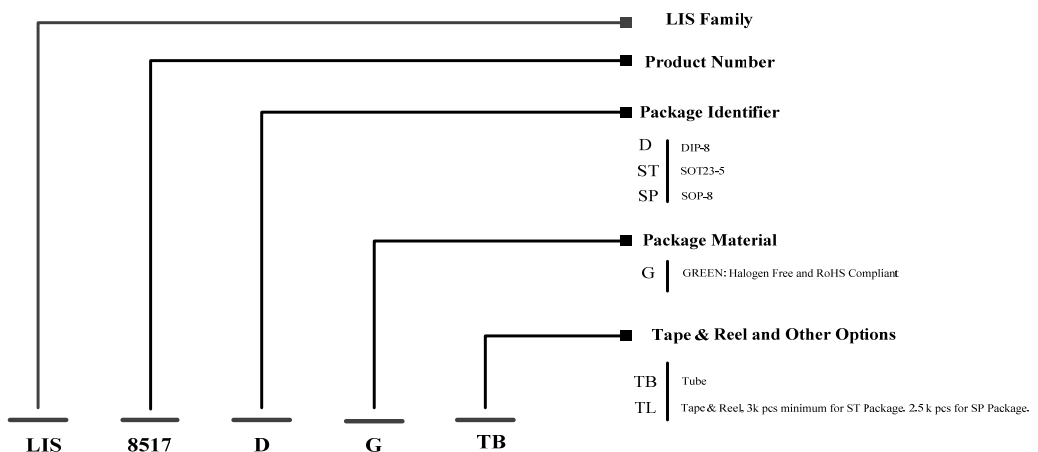 LIS Family
Product Number
Package Identifier
D DIP-8
ST SOT23-5
SP SOP-8
Package Material
G GREEN: Halogen Free and RoHS Compliant
Tape & Reel and Other Options
TB Tube
TL Tape & Reel, 3k pcs minimum for ST Package. 2.5 k pcs for SP Package.
LIS 8517 D G TB